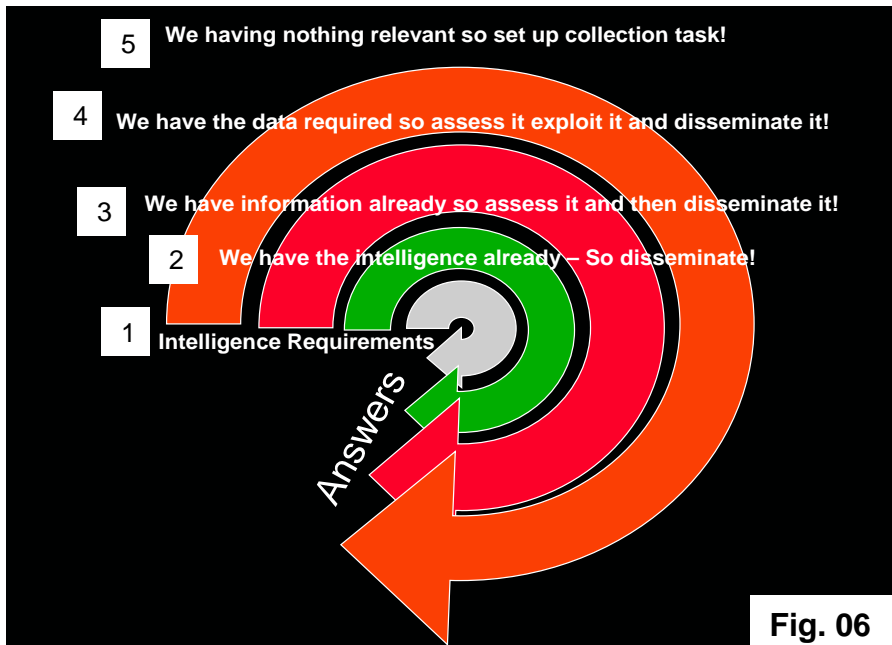 5 We having nothing relevant so set up collection task!
4 We have the data required so assess it exploit it and disseminate it!
3 We have information already so assess it and then disseminate it!
2 We have the intelligence already – So disseminate!
1 Intelligence Requirements
Answers
Fig. 06